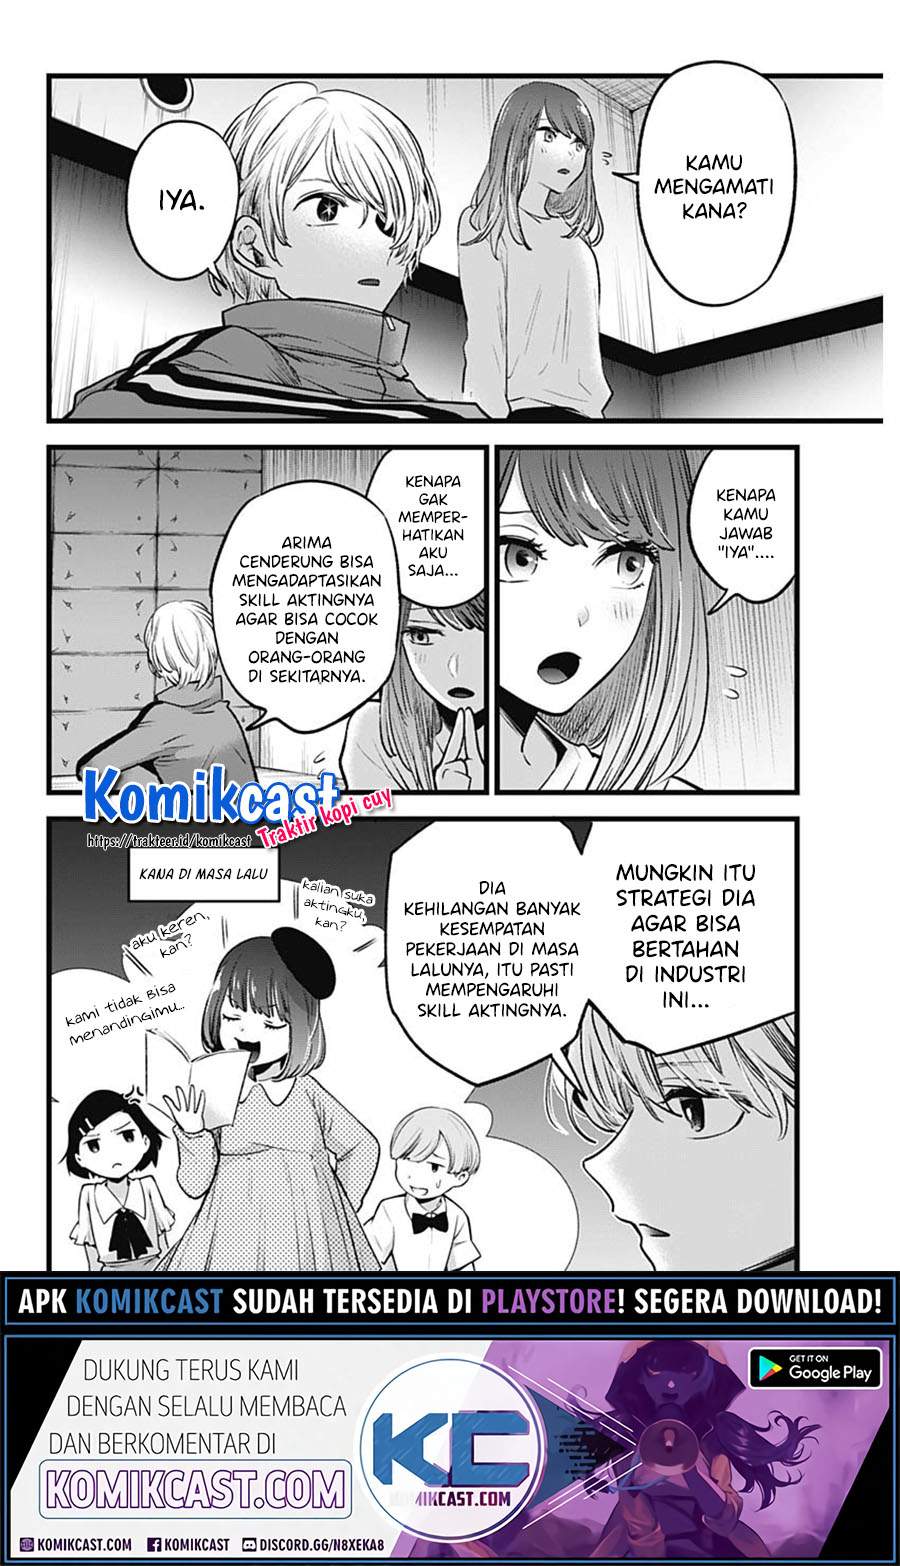 KAMU
MENGAMATI
KANA?
IYA.
KENAPA
KAMU
JAWAB
"IYA"....
KENAPA
GAK
MEMPER-
HATIKAN
AKU
SAJA...
ARIMA
CENDERUNG BISA
MENGADAPTASIKAN
SKILL AKTINGNYA
AGAR BISA COCOK
DENGAN
ORANG-ORANG
DI SEKITARNYA.
Komikcast
Traktir kopi cuy
https://trakteer.id/komikcast
MUNGKIN ITU
STRATEGI DIA
AGAR BISA
BERTAHAN
DI INDUSTRI
INI...
DIA
KEHILANGAN BANYAK
KESEMPATAN
PEKERJAAN DI MASA
LALUNYA, ITU PASTI
MEMPENGARUHI
SKILL AKTINGNYA.
KANA DI MASA LALU
kalian suka
aktingku,
kan?
aku keren,
kan?
kami tidak bisa
menandingimu..
APK KOMIKCAST SUDAH TERSEDIA DI PLAYSTORE! SEGERA DOWNLOAD!
DUKUNG TERUS KAMI
DENGAN SELALU MEMBACA
DAN BERKOMENTAR DI
KOMIKCAST.COM
KOMIKCAST.COM
KOMIKCAST
DISCORD.GG/N8XEKA8
KC
KOMIKCAST.COM
GET IT ON
Google Play